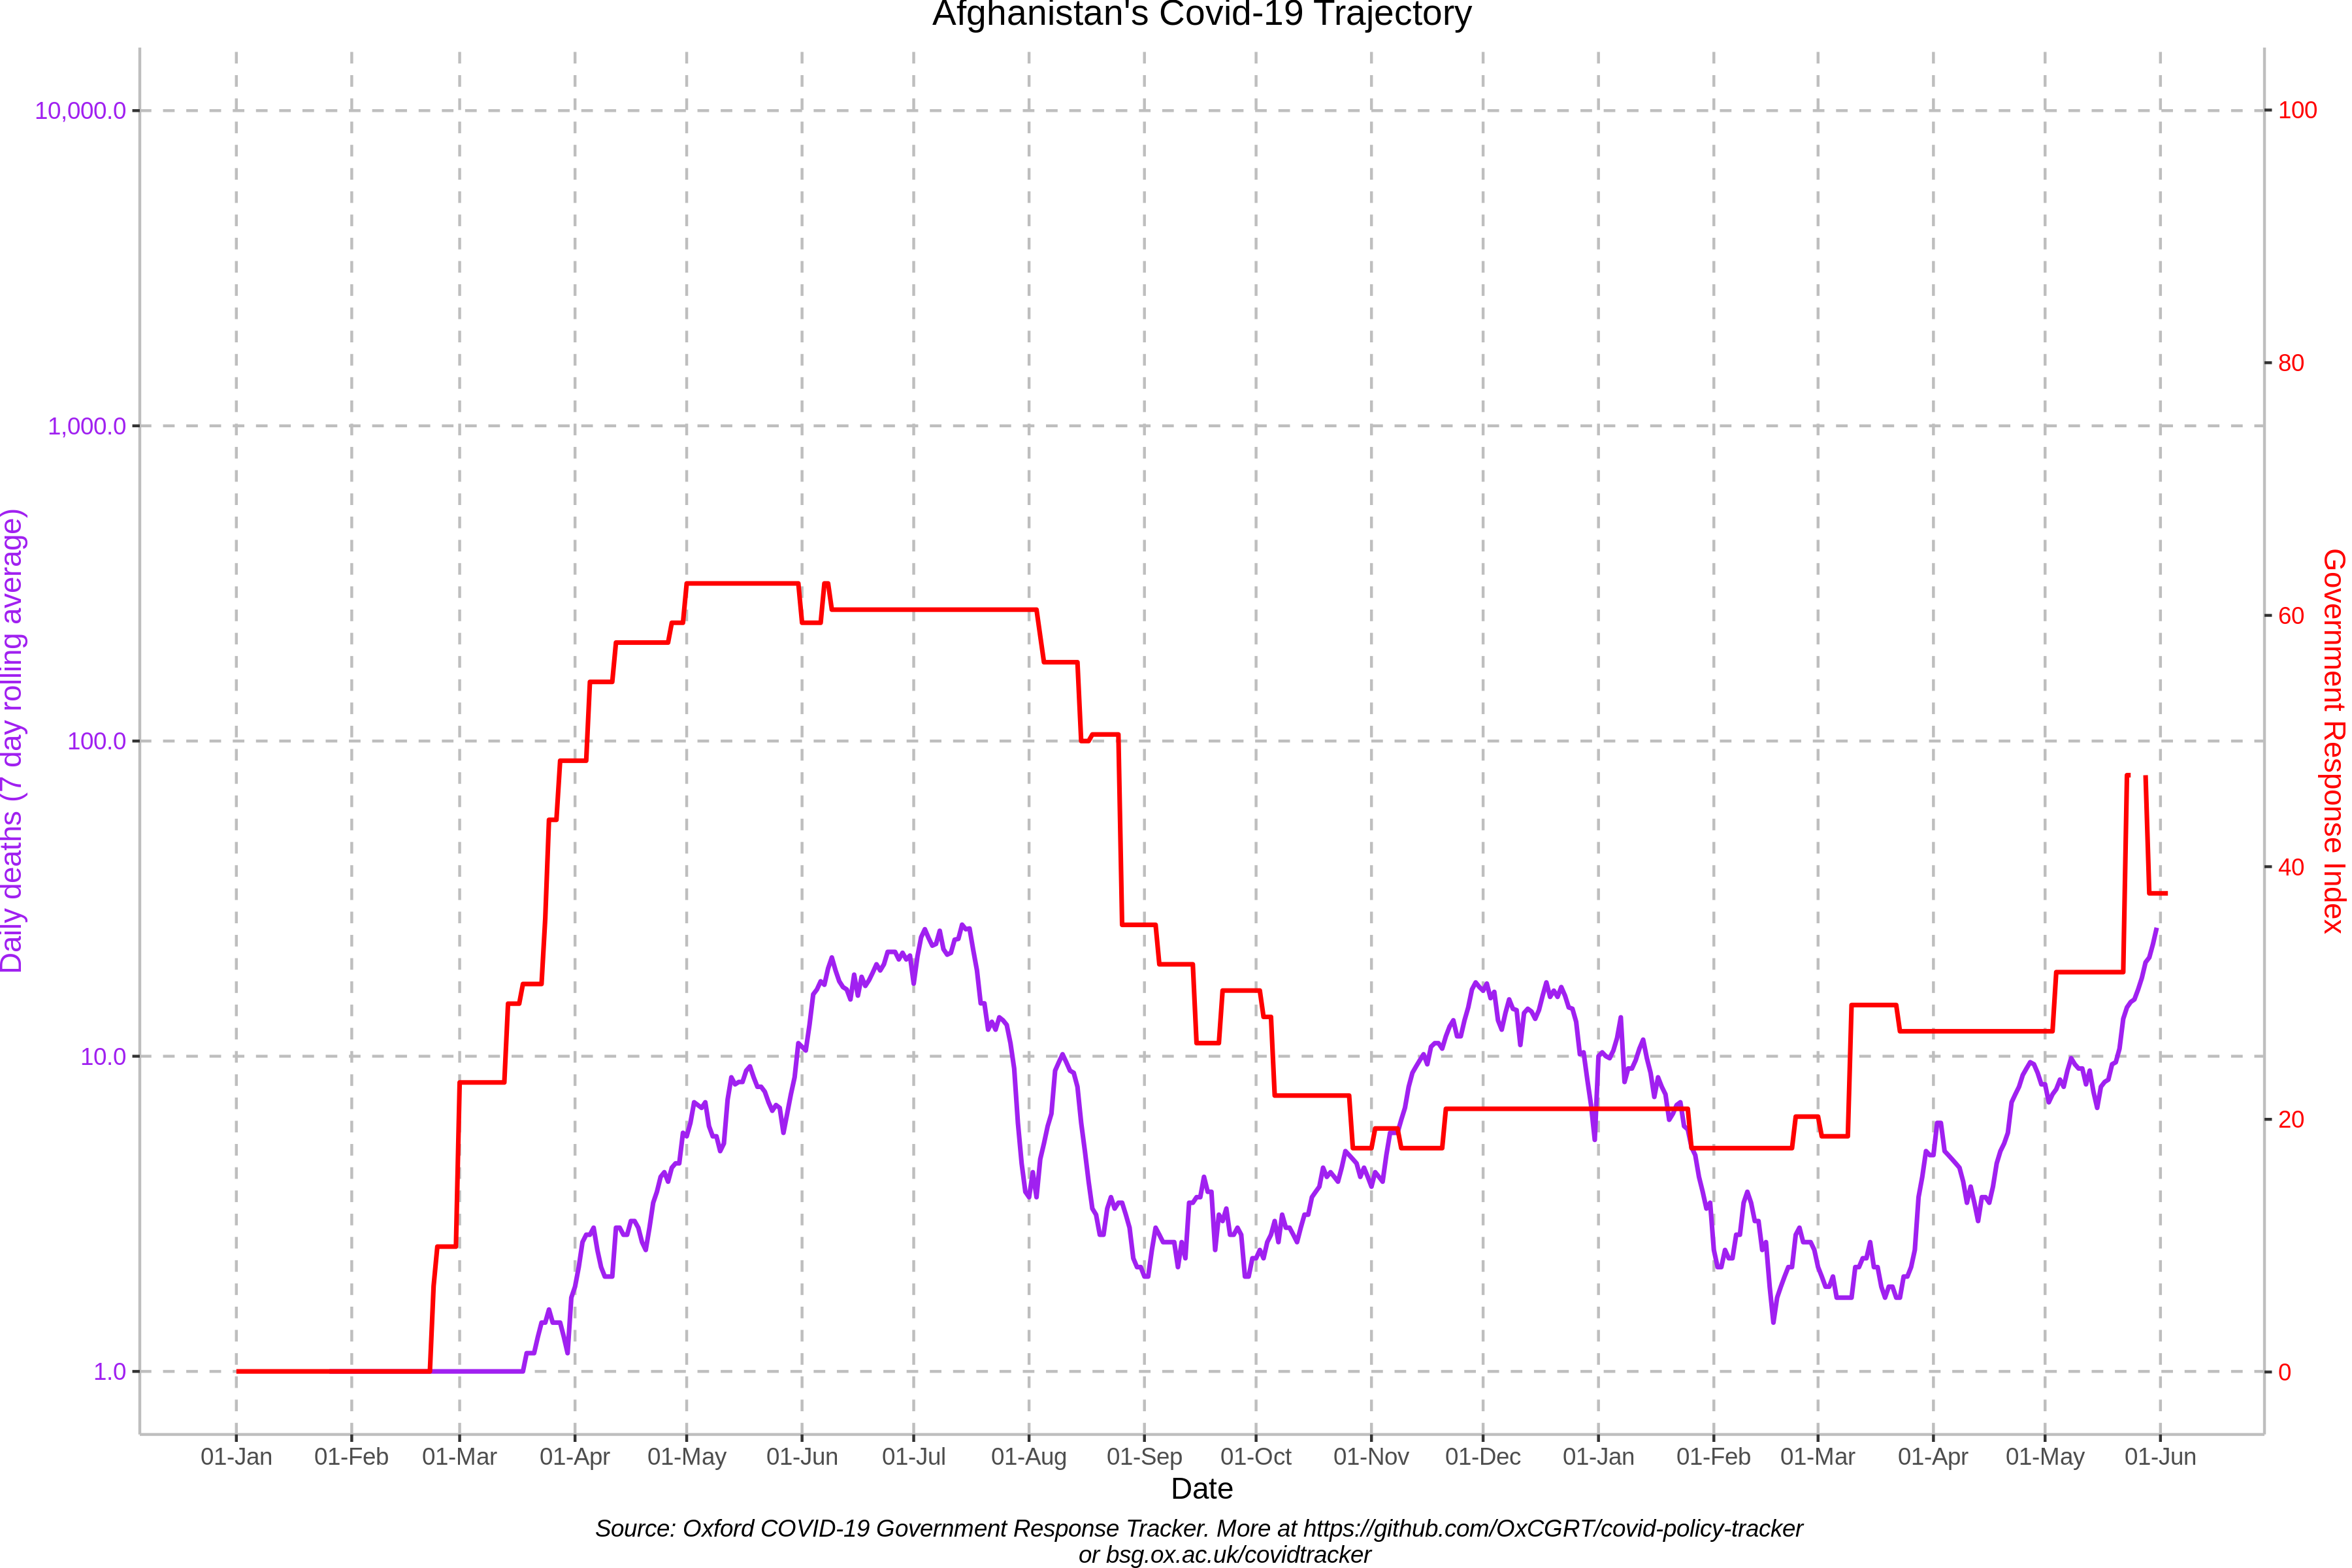 Afghanistan's Covid-19 Trajectory
10,000.0
1,000.0
100.0
10.0
1.0
Daily deaths (7 day rolling average)
100
80
60
40
20
0
Government Response Index
01-Jan 01-Feb 01-Mar 01-Apr 01-May 01-Jun 01-Jul 01-Aug 01-Sep 01-Oct 01-Nov 01-Dec 01-Jan 01-Feb 01-Mar 01-Apr 01-May 01-Jun
Date
Source: Oxford COVID-19 Government Response Tracker. More at https://github.com/OxCGRT/covid-policy-tracker
or bsg.ox.ac.uk/covidtracker